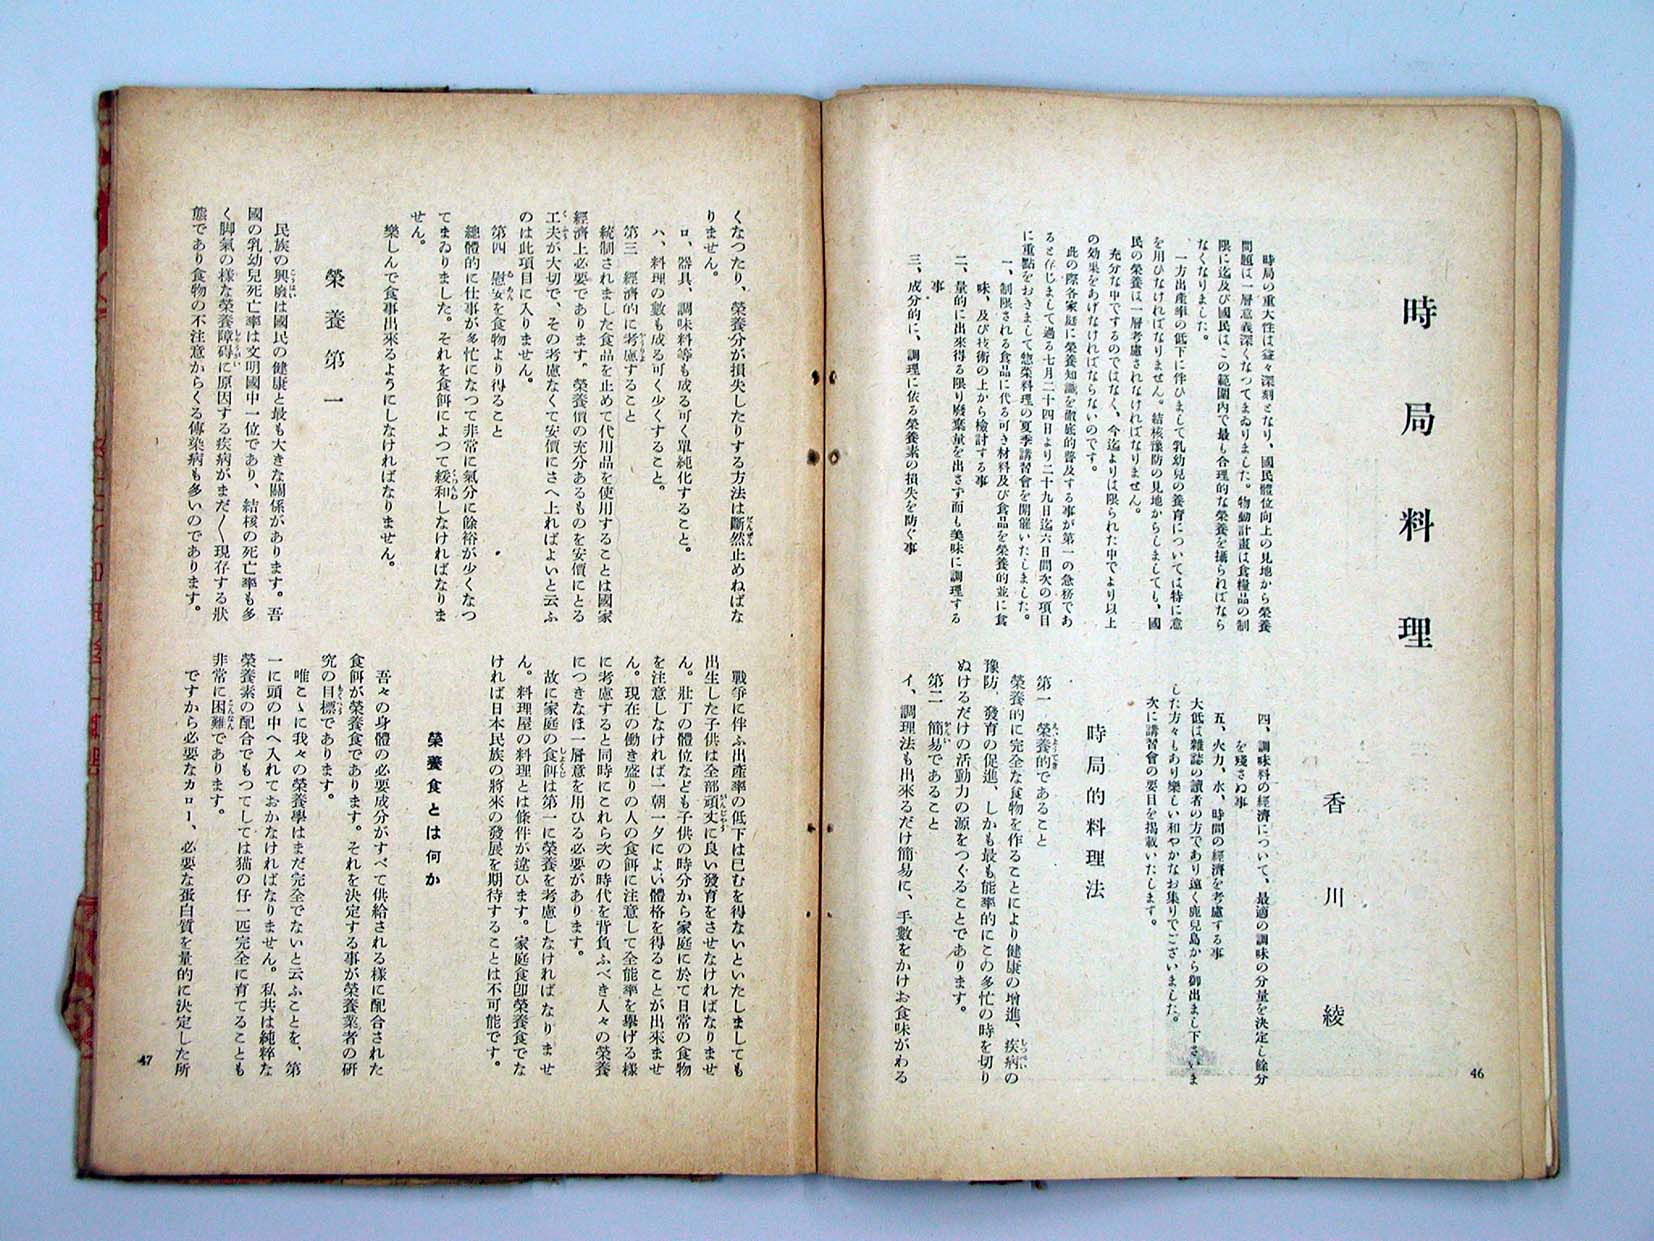 時局料理
香川綾
時局の重大性は益々深刻となり、國民體位向上の見地から榮養
問題は一層意義深くなつてまゐりました。物動計畫は食糧品の制
限に迄及び國民はこの範圍内で最も合理的な榮養を攝られねばなら
なくなりました。
一方出產率の低下に伴ひまして乳幼兒の養育については特に意
を用ひなければなりません。結核豫防の見地からしましても、國
民の榮養は一層考慮されなければなりません。
充分な中でするのではなく、今迄よりは限られた中でより以上
の効果をあげなければならないのです。
此の際各家庭に榮養知識を徹底的普及する事が第一の急務であ
ると存じまして過る七月二十四日より二十九日迄六日間次の項目
に重點をおきまして惣菜料理の夏季講習會を開催いたしました。
一、制限される食品に代る可き材料及び食品を榮養的並に食
味、及び技術の上から檢討する事
二、量的に出來得る限り廢棄量を出さず而も美味に調理する
事
三、成分的に、調理に依る榮養素の損失を防ぐ事
四、調味料の經濟について、最適の調味の分量を決定し餘分
を殘さぬ事
五、火力、水、時間の經濟を考慮する事
大低は雜誌の讀者の方であり遠く鹿兒島から御出まし下さいま
した方々もあり樂しい和やかなお集りでございました。
次に講習會の要目を揭載いたします。
時局的料理法
第一 榮養的であること
榮養的に完全な食物を作ることにより健康の增進、疾病の
豫防、發育の促進、しかも最も能率的にこの多忙の時を切り
ぬけるだけの活動力の源をつくることであります。
第二 簡易であること
イ、調理法も出來るだけ簡易に、手數をかけお食味がわる
46
くなつたり、榮養分が損失したりする方法は斷然止めねばな
りません。
ロ、器具、調味料等も成る可く單純化すること。
ハ、料理の數も成る可く少くすること。
第三 經濟的に考慮すること
統制されました食品を止めて代用品を使用することは國家
經濟上必要であります。榮養價の充分あるものを安價にとる
工夫が大切で、その考慮なくて安價にさへ上ればよいと云ふ
のは此項目に入りません。
第四 慰安を食物より得ること
總體的に仕事が多忙になつて非常に氣分に餘裕が少くなつ
てまゐりました。それを食餌によつて緩和しなければなりま
せん。
樂しんで食事出來るようにしなければなりません。
榮養第一
民族の興廢は國民の健康と最も大きな關係があります。吾
國の乳幼兒死亡率は文明國中一位であり、結核の死亡率も多
く脚氣の樣な榮養障碍に原因する疾病がまだ〱現存する狀
態であり食物の不注意からくる傳染病も多いのであります。
戰爭に伴ふ出產率の低下は已むを得ないといたしましても
出生した子供は全部頑丈に良い發育をさせなければなりませ
ん。壯丁の體位なども子供の時分から家庭に於て日常の食物
を注意しなければ一朝一夕によい體格を得ることが出來ませ
ん。現在の働き盛りの人の食餌に注意して全能率を擧げる樣
に考慮すると同時にこれら次の時代を背負ふべき人々の榮養
につきなほ一層意を用ひる必要があります。
故に家庭の食餌は第一に榮養を考慮しなければなりませ
ん。料理屋の料理とは條件が違ひます。家庭食卽榮養食でな
ければ日本民族の將來の發展を期待することは不可能です。
榮養食とは何か
吾々の身體の必要成分がすべて供給される樣に配合された
食餌が榮養食であります。それを決定する事が榮養業者の研
究の目標であります。
唯こゝに我々の榮養學はまだ完全でないと云ふことを、第
一に頭の中へ入れておかなければなりません。私共は純粹な
榮養素の配合でもつてしては猫の仔一匹完全に育てることも
非常に困難であります。
ですから必要なカロリー、必要な蛋白質を量的に決定した所
47